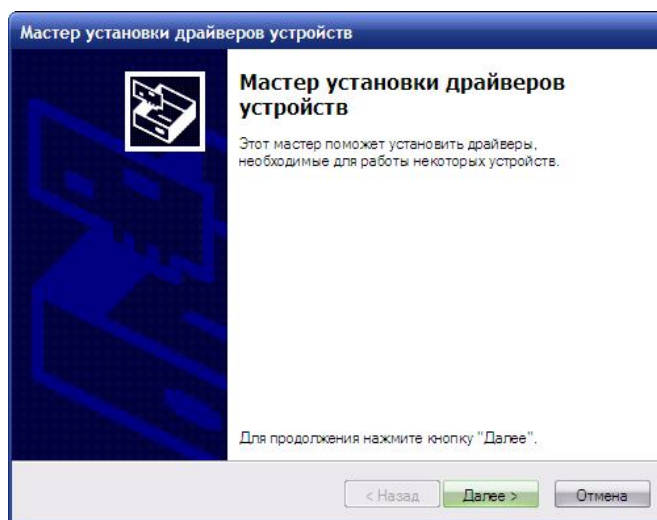 Мастер установки драйверов устройств
Мастер установки драйверов
устройств
Этот мастер поможет установить драйверы,
необходимые для работы некоторых устройств.
Для продолжения нажмите кнопку "Далее".
< Назад Далее > Отмена